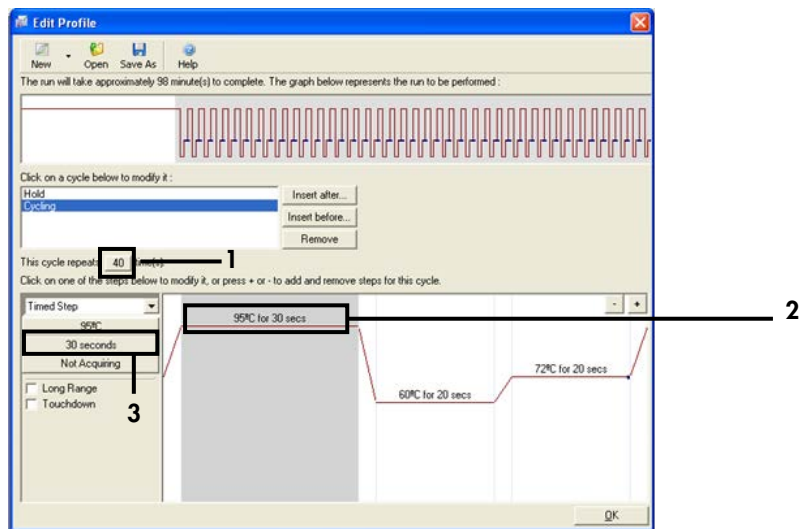 Edit Profile
New Open Save As Help
The run will take approximately 98 minute(s) to complete. The graph below represents the run to be performed :
Click on a cycle below to modify it :
Hold
Cycling
Insert after...
Insert before...
Remove
This cycle repeats 40 time(s).
1
Click on one of the steps below to modify it, or press + or - to add and remove steps for this cycle.
Timed Step
- +
95ºC for 30 secs
2
95ºC
30 seconds
Not Acquiring
72ºC for 20 secs
Long Range
60ºC for 20 secs
Touchdown
3
OK